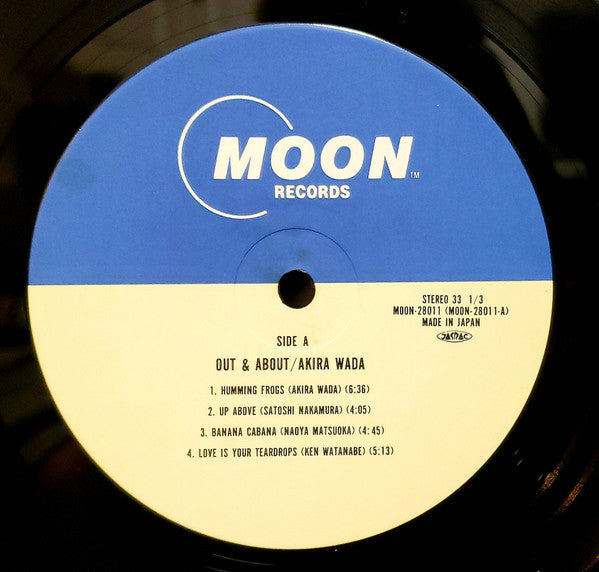 MOON
TM
RECORDS
STEREO 33 1/3
MOON-28011 (MOON-28011-A)
MADE IN JAPAN
JASRAC
SIDE A
OUT & ABOUT/AKIRA WADA
1. HUMMING FROGS (AKIRA WADA) (6:36)
2. UP ABOVE (SATOSHI NAKAMURA) (4:05)
3. BANANA CABANA (NAOYA MATSUOKA) (4:45)
4. LOVE IS YOUR TEARDROPS (KEN WATANABE) (5:13)